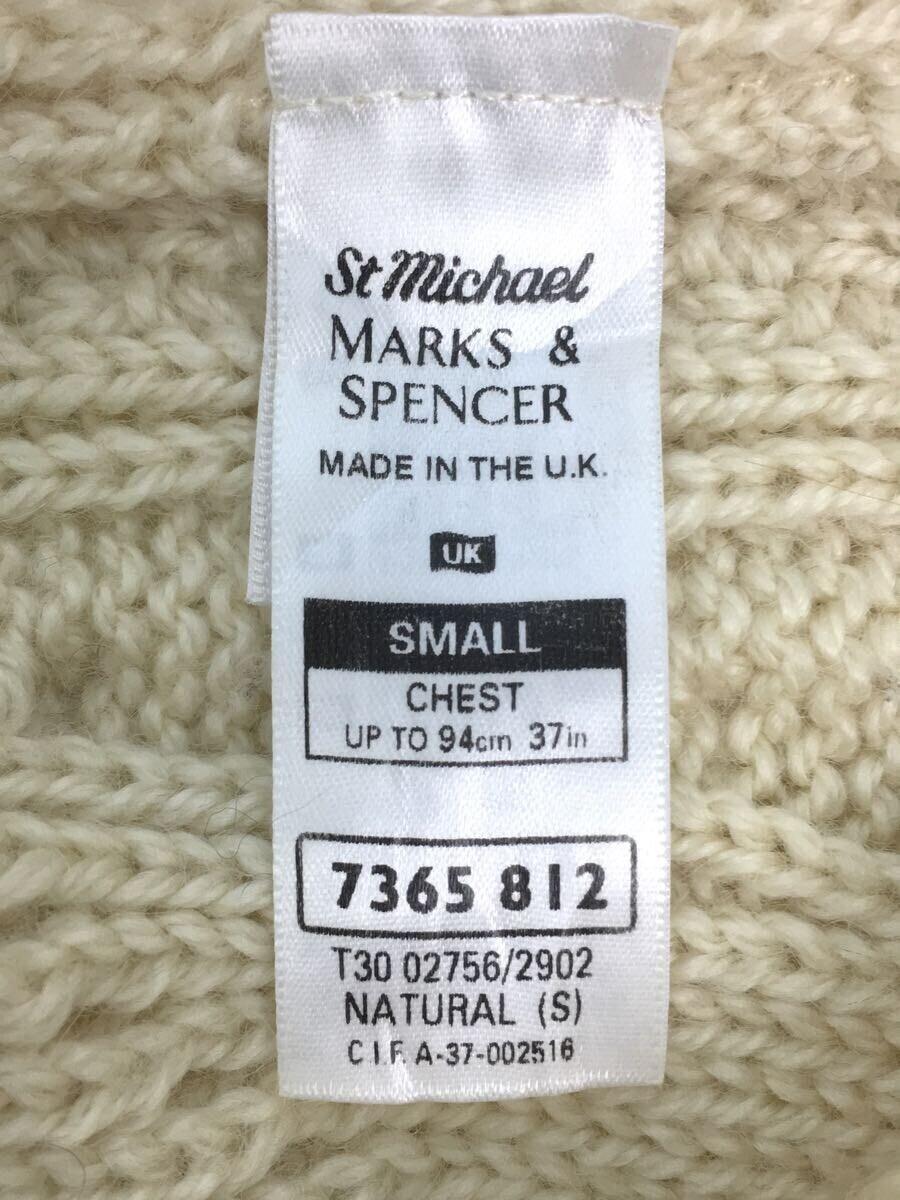 St Michael
MARKS &
SPENCER
MADE IN THE U.K.
UK
SMALL
CHEST
UP TO 94cm 37in
7365 812
T30 02756/2902
NATURAL (S)
C I F. A-37-002516